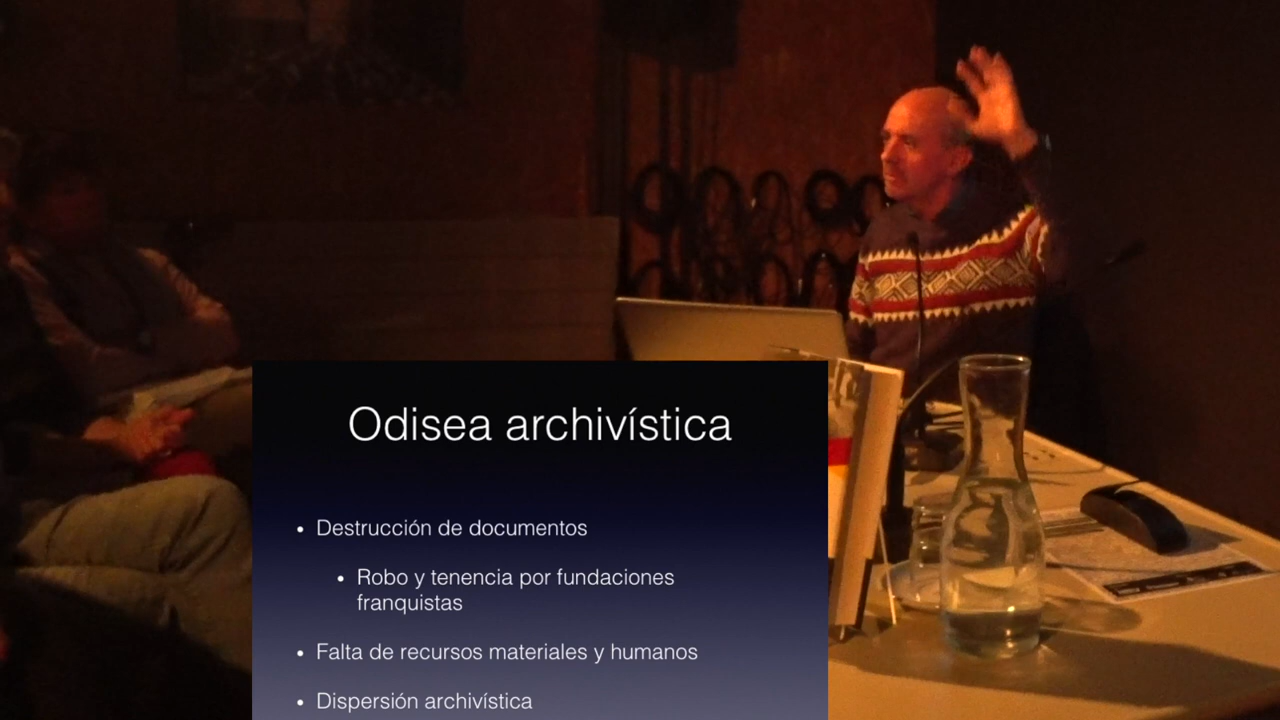 Odisea archivística
• Destrucción de documentos
• Robo y tenencia por fundaciones
franquistas
• Falta de recursos materiales y humanos
• Dispersión archivística